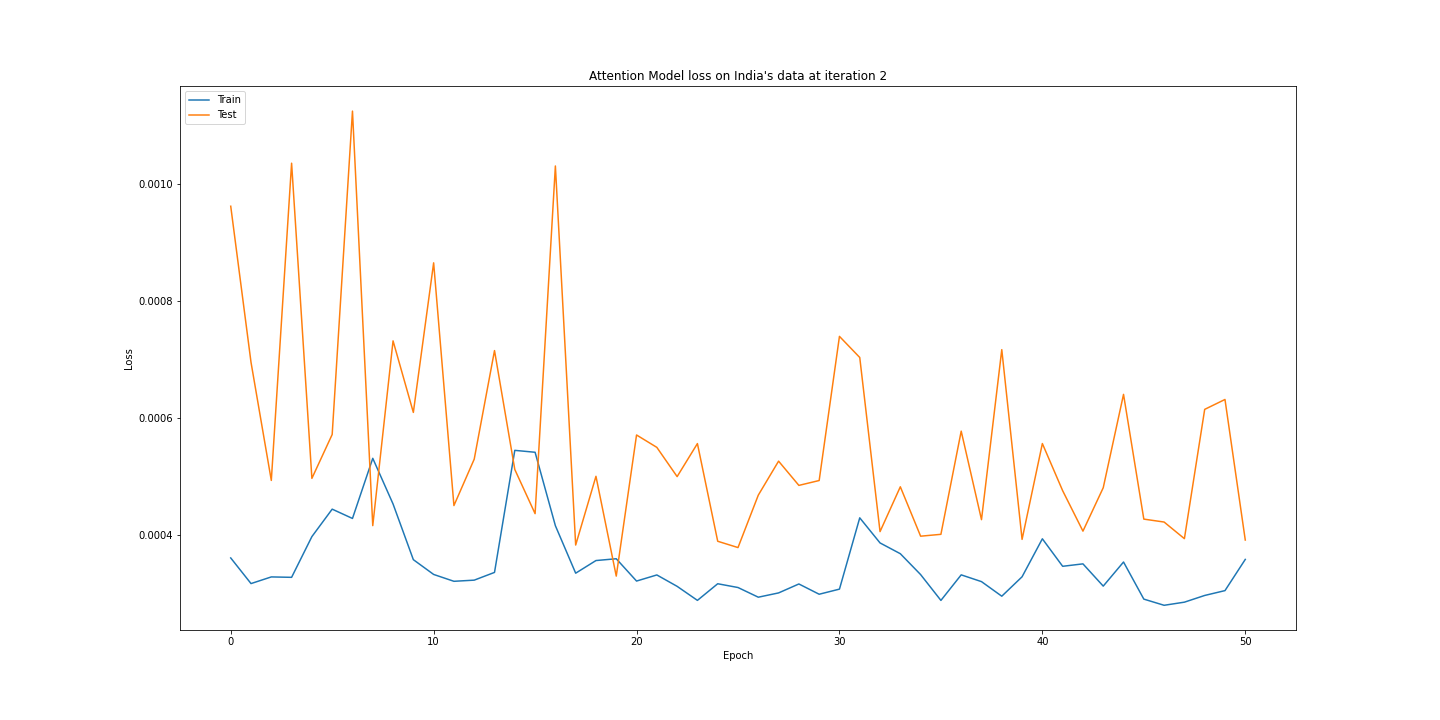 Attention Model loss on India's data at iteration 2
Train
Test
0.0010
0.0008
0.0006
0.0004
Loss
0 10 20 30 40 50
Epoch